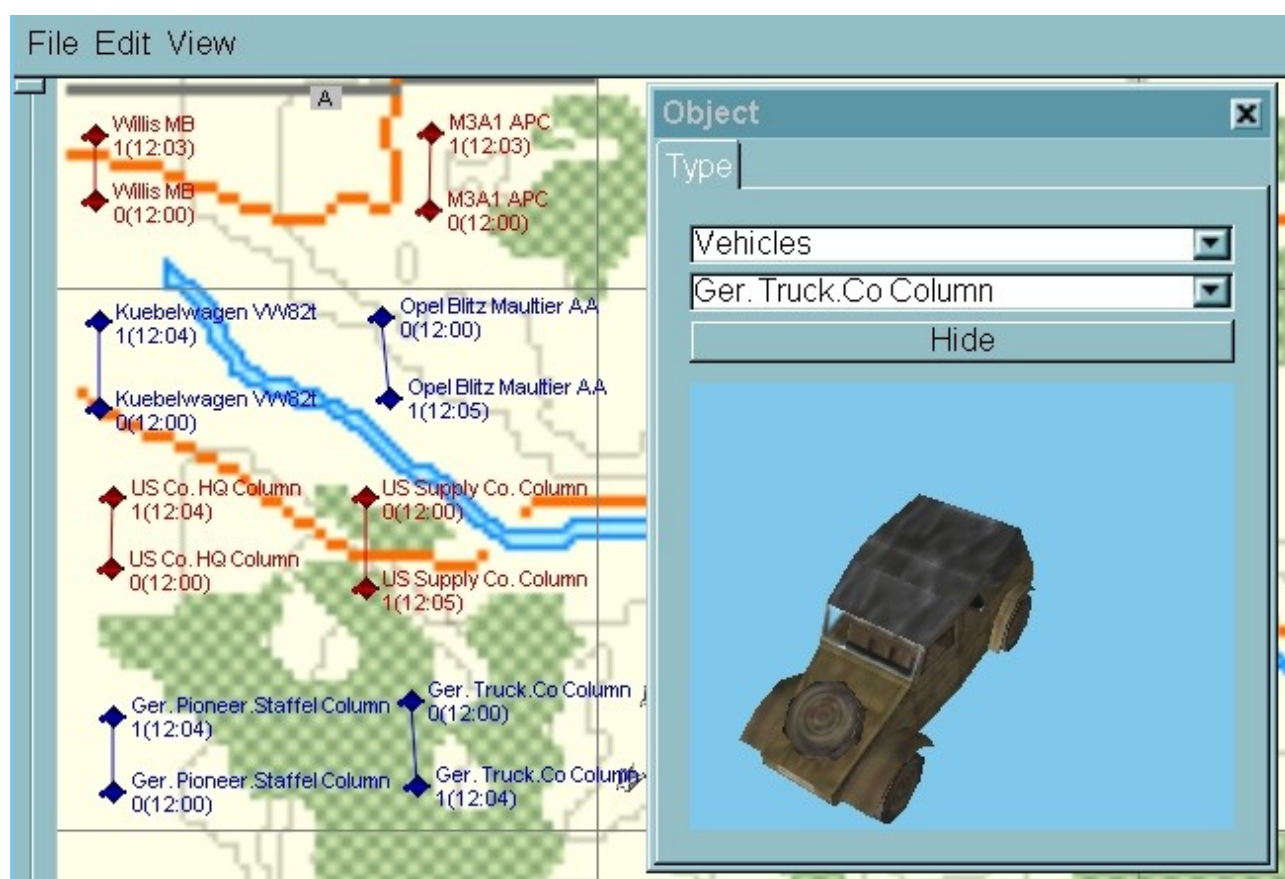 File Edit View
A
Willis MB
1(12:03)
Willis MB
0(12:00)
M3A1 APC
1(12:03)
M3A1 APC
0(12:00)
Kuebelwagen VW82t
1(12:04)
Kuebelwagen VW82t
0(12:00)
Opel Blitz Maultier AA
0(12:00)
Opel Blitz Maultier AA
1(12:05)
US Co. HQ Column
1(12:04)
US Co. HQ Column
0(12:00)
US Supply Co. Column
0(12:00)
US Supply Co. Column
1(12:05)
Ger. Pioneer.Staffel Column
1(12:04)
Ger. Pioneer.Staffel Column
0(12:00)
Ger. Truck.Co Column
0(12:00)
Ger. Truck.Co Column
1(12:04)
Object
Type
Vehicles
Ger. Truck.Co Column
Hide